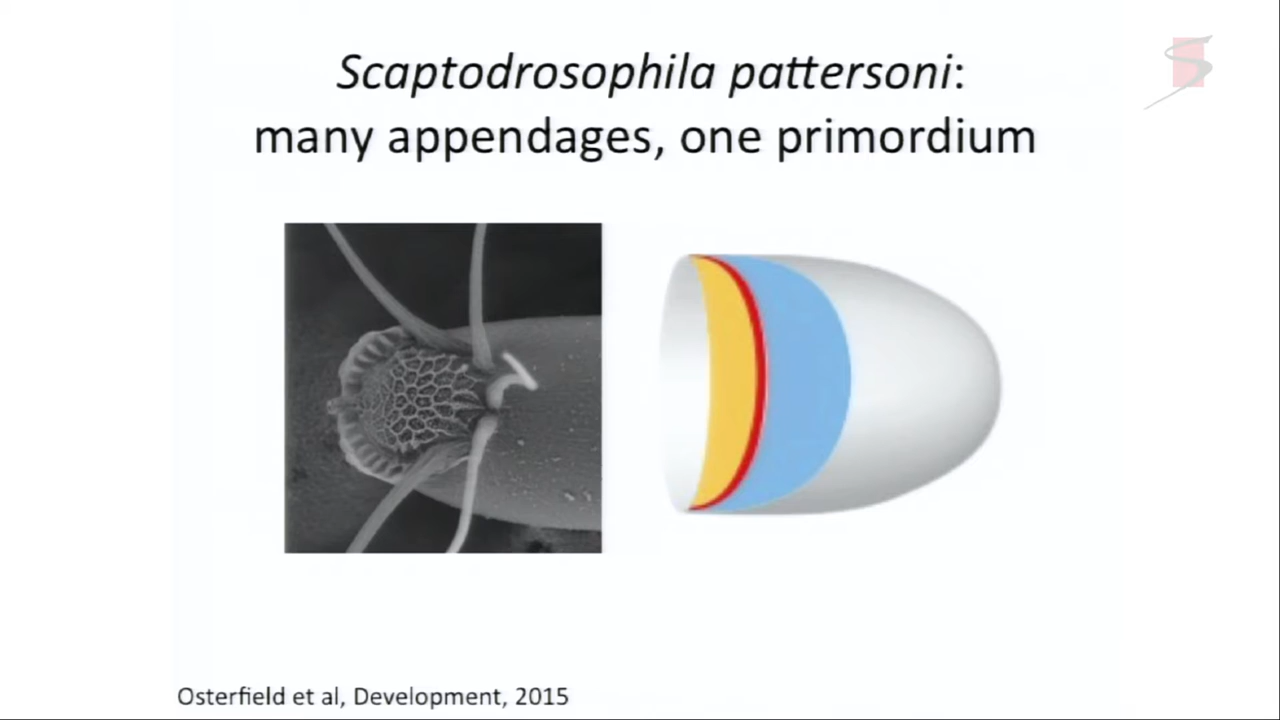 Scaptodrosophila pattersoni:
many appendages, one primordium
Osterfield et al, Development, 2015